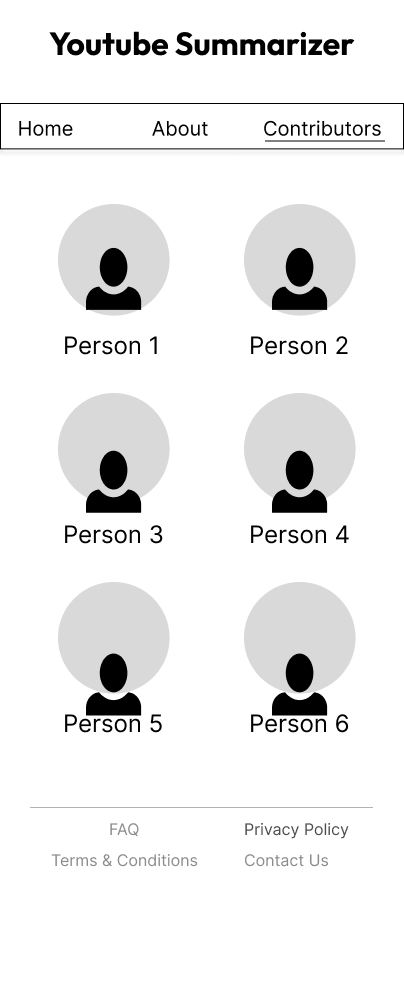 Youtube Summarizer
Home About Contributors
Person 1 Person 2
Person 3 Person 4
Person 5 Person 6
FAQ Privacy Policy
Terms & Conditions Contact Us